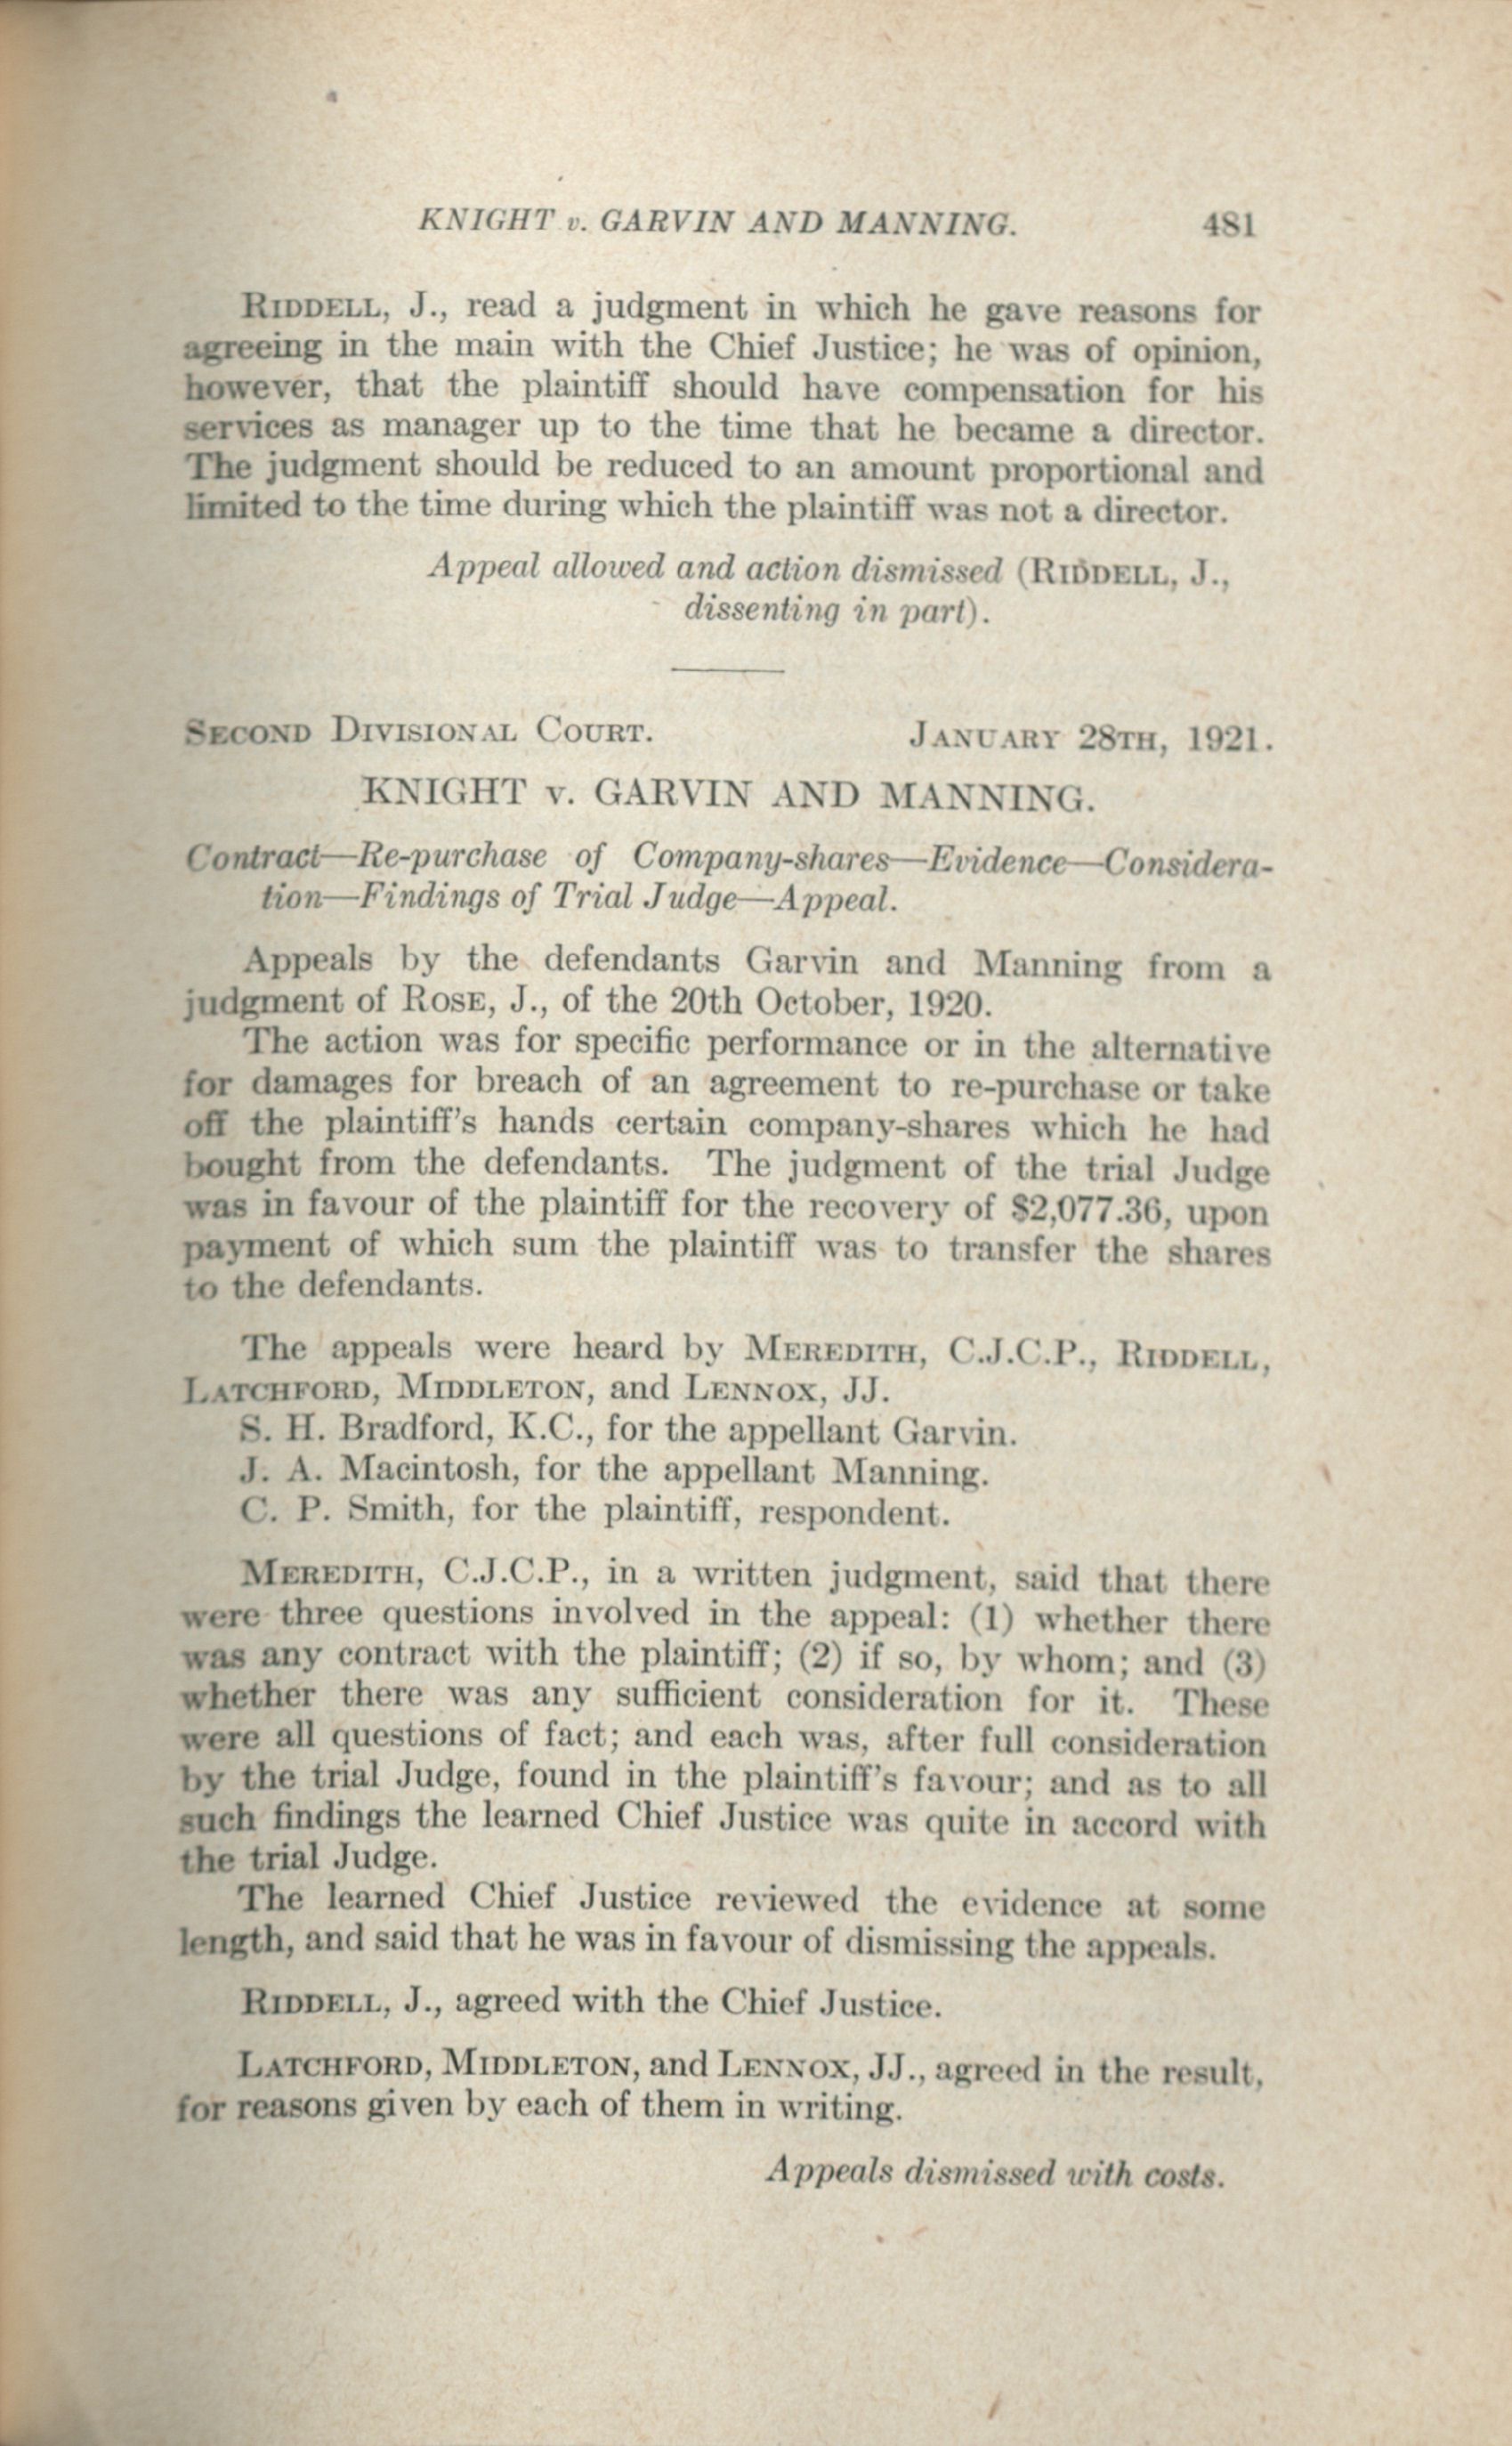 KNIGHT v. GARVIN AND MANNING. 481
RIDDELL, J., read a judgment in which he gave reasons for
agreeing in the main with the Chief Justice; he was of opinion,
however, that the plaintiff should have compensation for his
services as manager up to the time that he became a director.
The judgment should be reduced to an amount proportional and
limited to the time during which the plaintiff was not a director.
Appeal allowed and action dismissed (RIDDELL, J.,
dissenting in part).
SECOND DIVISIONAL COURT. JANUARY 28TH, 1921.
KNIGHT v. GARVIN AND MANNING.
Contract—Re-purchase of Company-shares—Evidence—Considera-
tion—Findings of Trial Judge—Appeal.
Appeals by the defendants Garvin and Manning from a
judgment of ROSE, J., of the 20th October, 1920.
The action was for specific performance or in the alternative
for damages for breach of an agreement to re-purchase or take
off the plaintiff's hands certain company-shares which he had
bought from the defendants. The judgment of the trial Judge
was in favour of the plaintiff for the recovery of $2,077.36, upon
payment of which sum the plaintiff was to transfer the shares
to the defendants.
The appeals were heard by MEREDITH, C.J.C.P., RIDDELL,
LATCHFORD, MIDDLETON, and LENNOX, JJ.
S. H. Bradford, K.C., for the appellant Garvin.
J. A. Macintosh, for the appellant Manning.
C. P. Smith, for the plaintiff, respondent.
MEREDITH, C.J.C.P., in a written judgment, said that there
were three questions involved in the appeal: (1) whether there
was any contract with the plaintiff; (2) if so, by whom; and (3)
whether there was any sufficient consideration for it. These
were all questions of fact; and each was, after full consideration
by the trial Judge, found in the plaintiff's favour; and as to all
such findings the learned Chief Justice was quite in accord with
the trial Judge.
The learned Chief Justice reviewed the evidence at some
length, and said that he was in favour of dismissing the appeals.
RIDDELL, J., agreed with the Chief Justice.
LATCHFORD, MIDDLETON, and LENNOX, JJ., agreed in the result,
for reasons given by each of them in writing.
Appeals dismissed with costs.